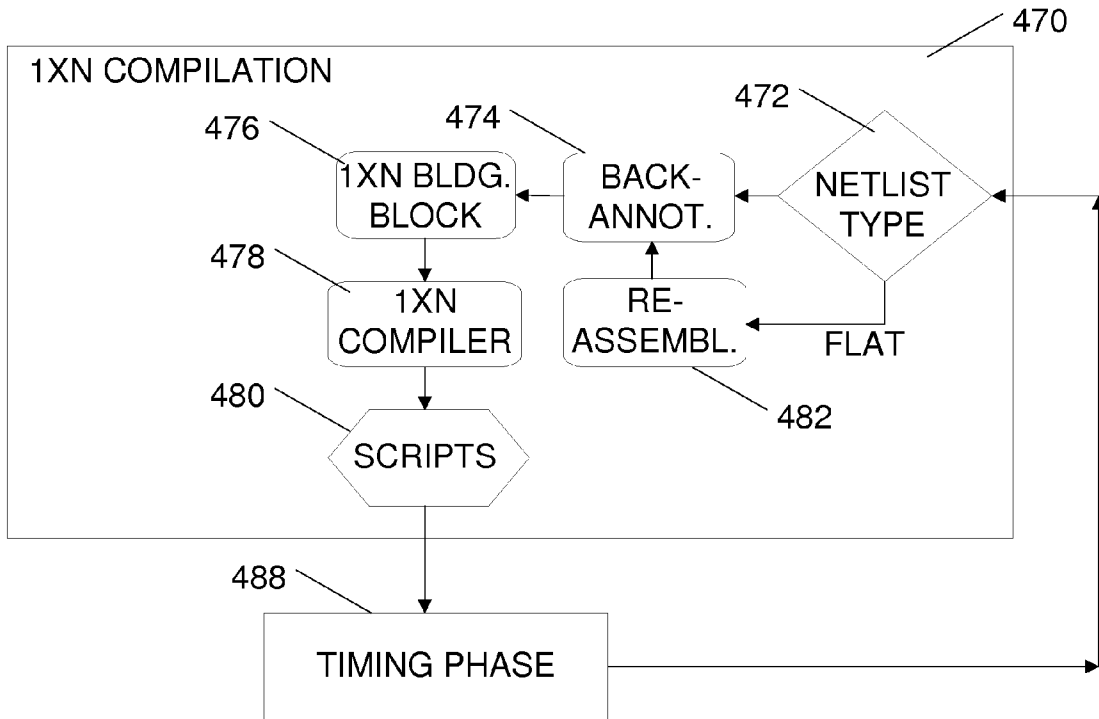 470
1XN COMPILATION
472
474
476
1XN BLDG.
BLOCK
BACK-
ANNOT.
NETLIST
TYPE
478
1XN
COMPILER
RE-
ASSEMBL.
FLAT
480
482
SCRIPTS
488
TIMING PHASE